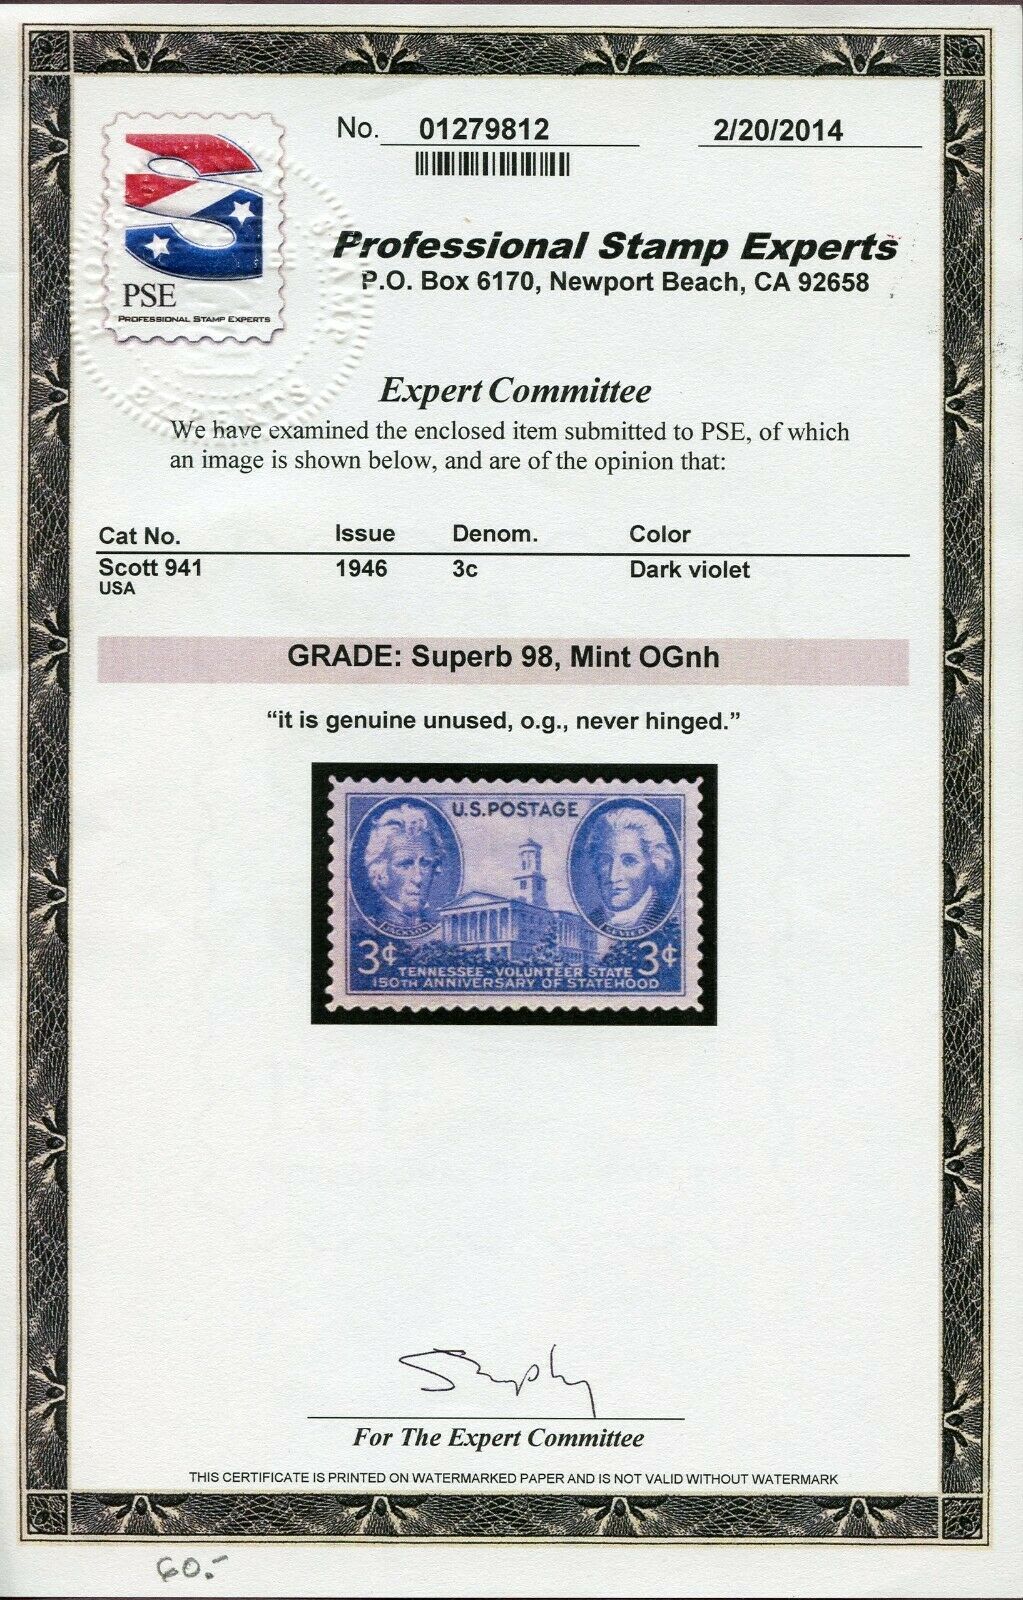 No. 01279812 2/20/2014
PSE
PROFESSIONAL STAMP EXPERTS
Professional Stamp Experts
P.O. Box 6170, Newport Beach, CA 92658
STAMP
EXPERTS
Expert Committee
We have examined the enclosed item submitted to PSE, of which
an image is shown below, and are of the opinion that:
Cat No. Issue Denom. Color
Scott 941 1946 3c Dark violet
USA
GRADE: Superb 98, Mint OGnh
“it is genuine unused, o.g., never hinged.”
U.S. POSTAGE
JACKSON SEVIER
3¢ 3¢
TENNESSEE - VOLUNTEER STATE
150TH ANNIVERSARY OF STATEHOOD
For The Expert Committee
THIS CERTIFICATE IS PRINTED ON WATERMARKED PAPER AND IS NOT VALID WITHOUT WATERMARK
60.-